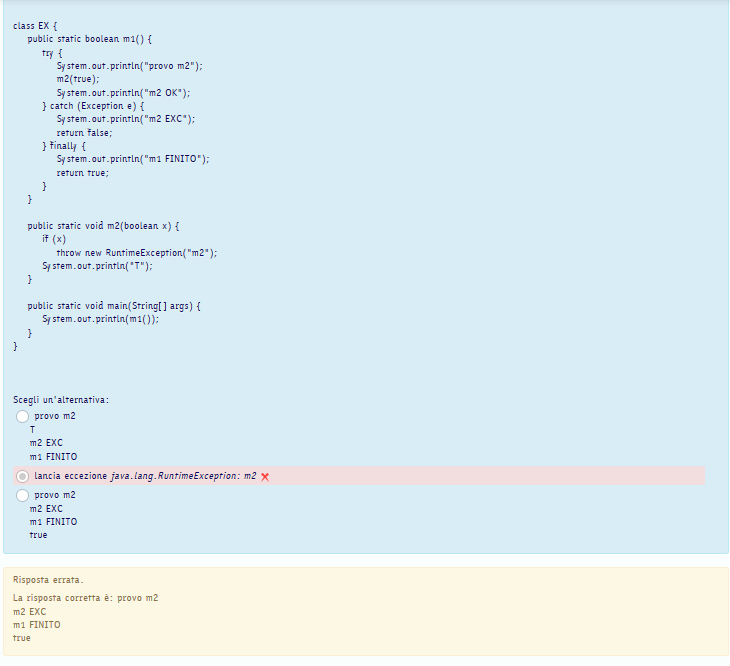 class EX {
public static boolean m1() {
try {
System.out.println("provo m2");
m2(true);
System.out.println("m2 OK");
} catch (Exception e) {
System.out.println("m2 EXC");
return false;
} finally {
System.out.println("m1 FINITO");
return true;
}
}
public static void m2(boolean x) {
if (x)
throw new RuntimeException("m2");
System.out.println("T");
}
public static void main(String[] args) {
System.out.println(m1());
}
}
Scegli un'alternativa:
provo m2
T
m2 EXC
m1 FINITO
lancia eccezione java.lang.RuntimeException: m2
provo m2
m2 EXC
m1 FINITO
true
Risposta errata.
La risposta corretta è: provo m2
m2 EXC
m1 FINITO
true